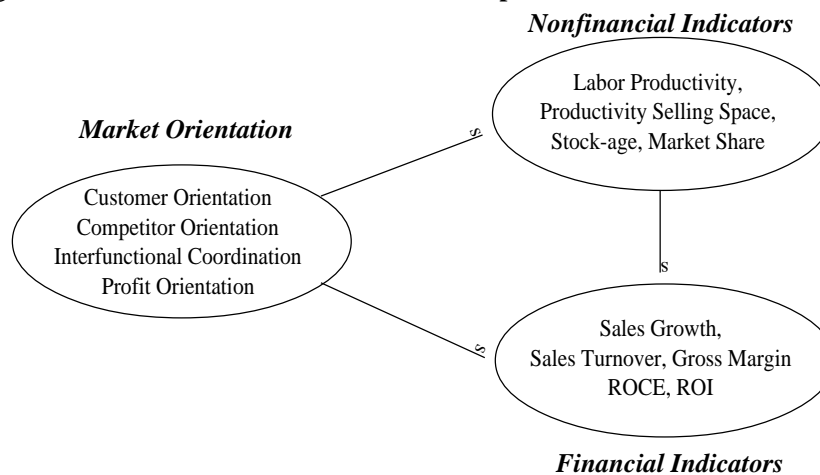 Nonfinancial Indicators
Labor Productivity,
Productivity Selling Space,
Stock-age, Market Share
Market Orientation
Customer Orientation
Competitor Orientation
Interfunctional Coordination
Profit Orientation
s
s
s
Sales Growth,
Sales Turnover, Gross Margin
ROCE, ROI
Financial Indicators